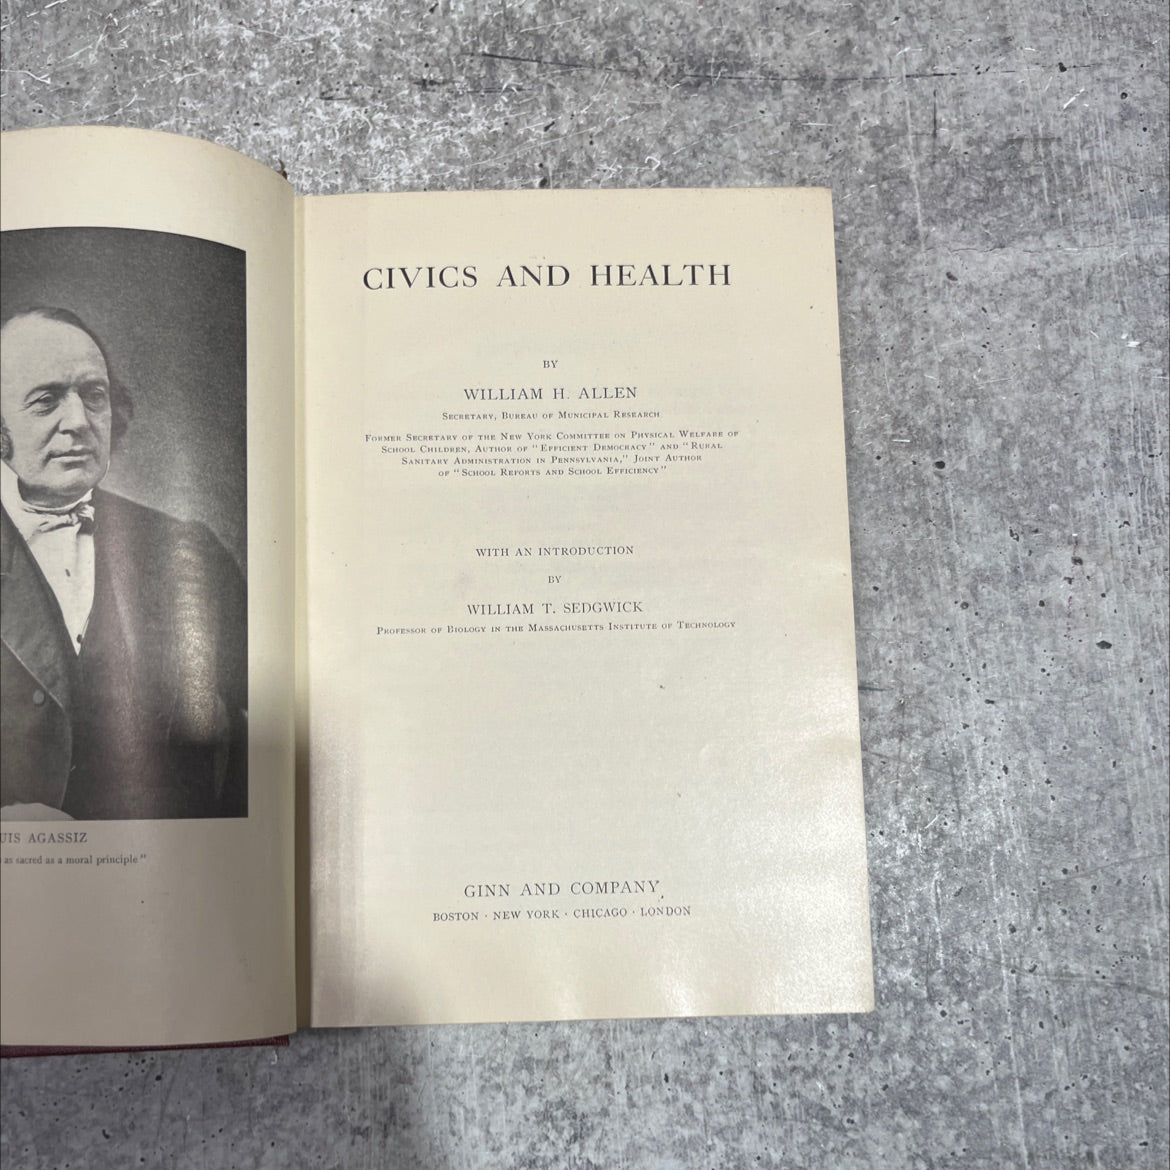 UIS AGASSIZ
as sacred as a moral principle"
CIVICS AND HEALTH
BY
WILLIAM H. ALLEN
Secretary, Bureau of Municipal Research
Former Secretary of the New York Committee on Physical Welfare of
School Children, Author of "Efficient Democracy" and "Rural
Sanitary Administration in Pennsylvania," Joint Author
of "School Reports and School Efficiency"
WITH AN INTRODUCTION
BY
WILLIAM T. SEDGWICK
Professor of Biology in the Massachusetts Institute of Technology
GINN AND COMPANY
BOSTON · NEW YORK · CHICAGO · LONDON